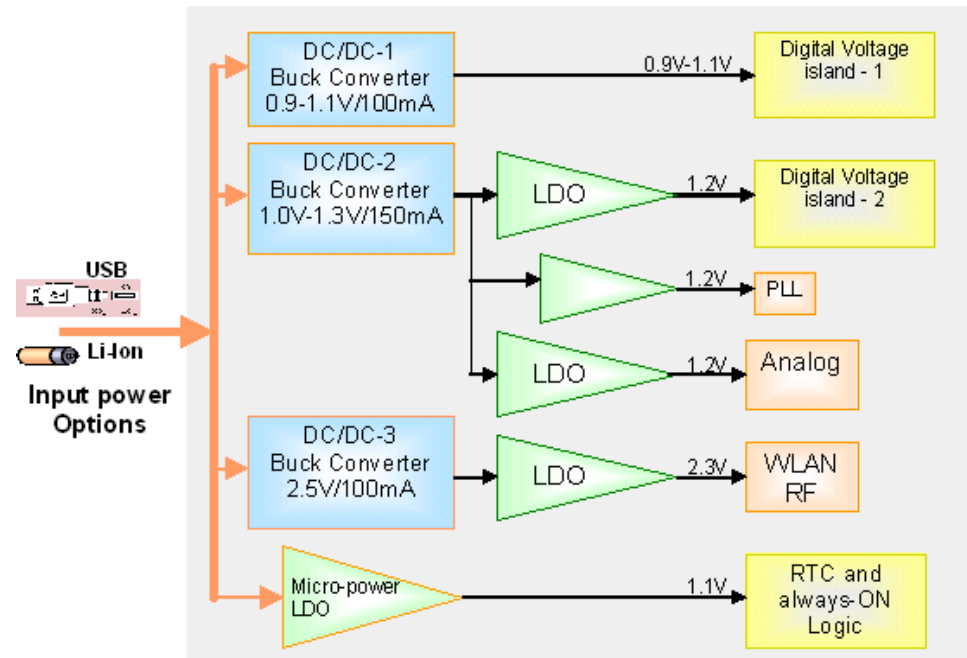 DC/DC-1
Buck Converter
0.9-1.1V/100mA
0.9V-1.1V
Digital Voltage
island - 1
DC/DC-2
Buck Converter
1.0V-1.3V/150mA
LDO
1.2V
Digital Voltage
island - 2
1.2V
PLL
USB
Li-Ion
Input power
Options
LDO
1.2V
Analog
DC/DC-3
Buck Converter
2.5V/100mA
LDO
2.3V
WLAN
RF
Micro-power
LDO
1.1V
RTC and
always-ON
Logic